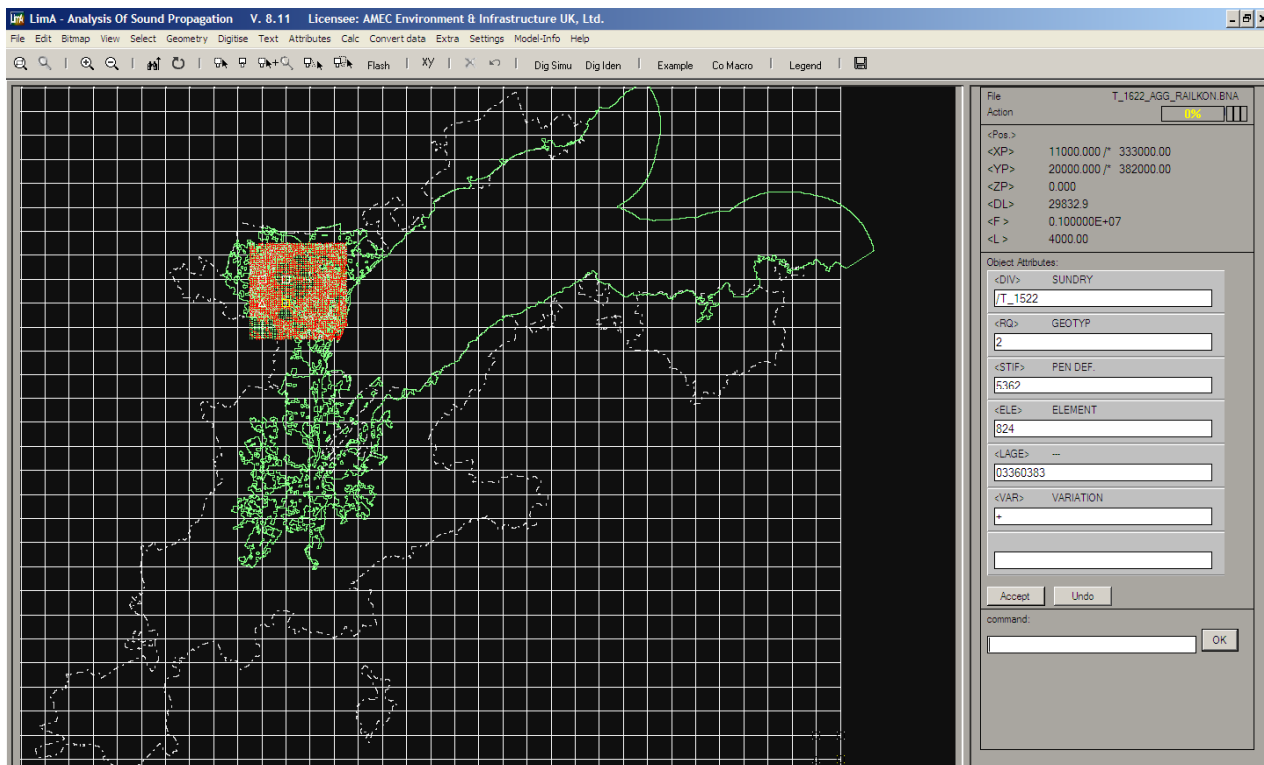 LimA - Analysis Of Sound Propagation V. 8.11 Licensee: AMEC Environment & Infrastructure UK, Ltd.
File Edit Bitmap View Select Geometry Digitise Text Attributes Calc Convert data Extra Settings Model-Info Help
Flash XY Dig Simu Dig Iden Example Co Macro Legend
File T_1622_AGG_RAILKON.BNA
Action 0%
<Pos.>
<XP> 11000.000 /* 333000.00
<YP> 20000.000 /* 382000.00
<ZP> 0.000
<DL> 29832.9
<F > 0.100000E+07
<L > 4000.00
Object Attributes:
<DIV> SUNDRY
/T_1522
<RQ> GEOTYP
2
<STIF> PEN DEF.
5362
<ELE> ELEMENT
824
<LAGE> ---
03360383
<VAR> VARIATION
+
Accept Undo
command:
OK